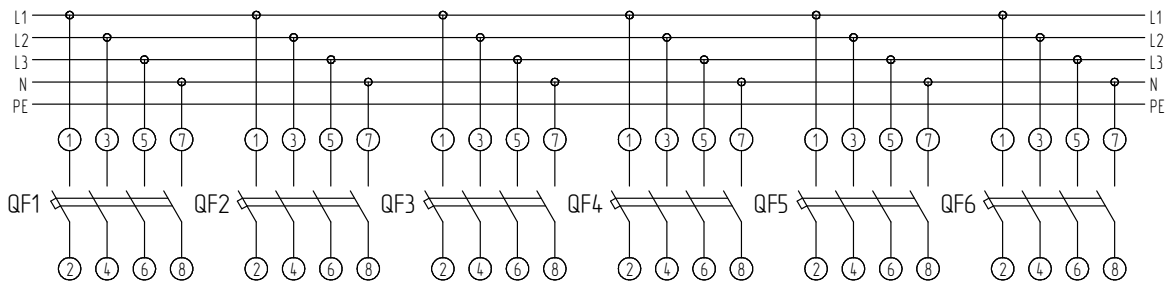 L1 L1
L2 L2
L3 L3
N N
PE PE
1 3 5 7 1 3 5 7 1 3 5 7 1 3 5 7 1 3 5 7 1 3 5 7
QF1 QF2 QF3 QF4 QF5 QF6
2 4 6 8 2 4 6 8 2 4 6 8 2 4 6 8 2 4 6 8 2 4 6 8